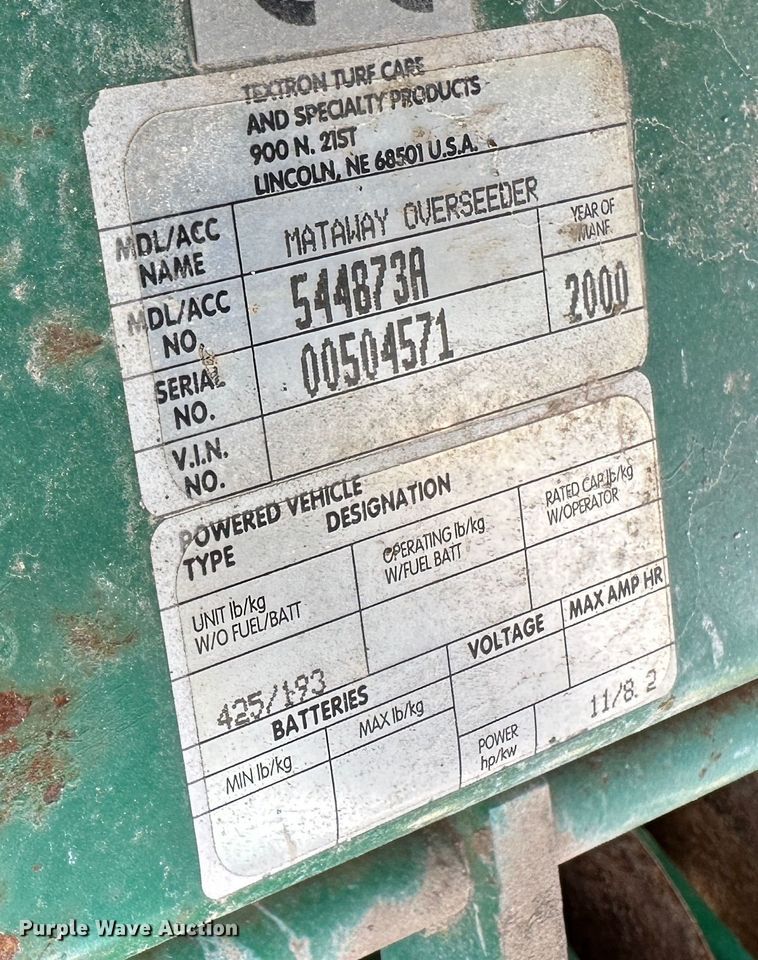 TEXTRON TURF CARE
AND SPECIALTY PRODUCTS
900 N. 21ST
LINCOLN, NE 68501 U.S.A.
MDL/ACC NAME
MATAWAY OVERSEEDER
YEAR OF
MANF.
MDL/ACC
NO.
544873A
2000
SERIAL
NO.
00504571
V.I.N.
NO.
POWERED VEHICLE
TYPE
DESIGNATION
UNIT lb/kg
W/O FUEL/BATT
OPERATING lb/kg
W/FUEL BATT
RATED CAP lb/kg
W/OPERATOR
425/193
BATTERIES
VOLTAGE
MAX AMP HR
MIN lb/kg
MAX lb/kg
POWER
hp/kw
11/8.2
Purple Wave Auction